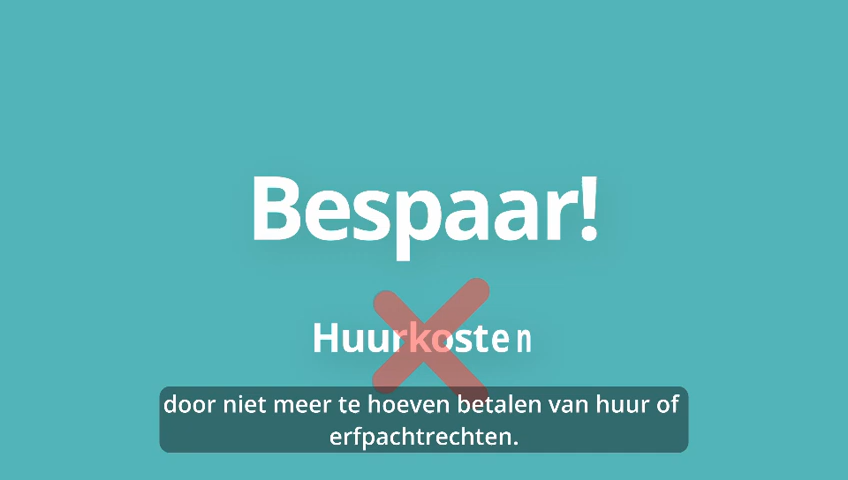 Bespaar!
Huurkosten
door niet meer te hoeven betalen van huur of
erfpachtrechten.